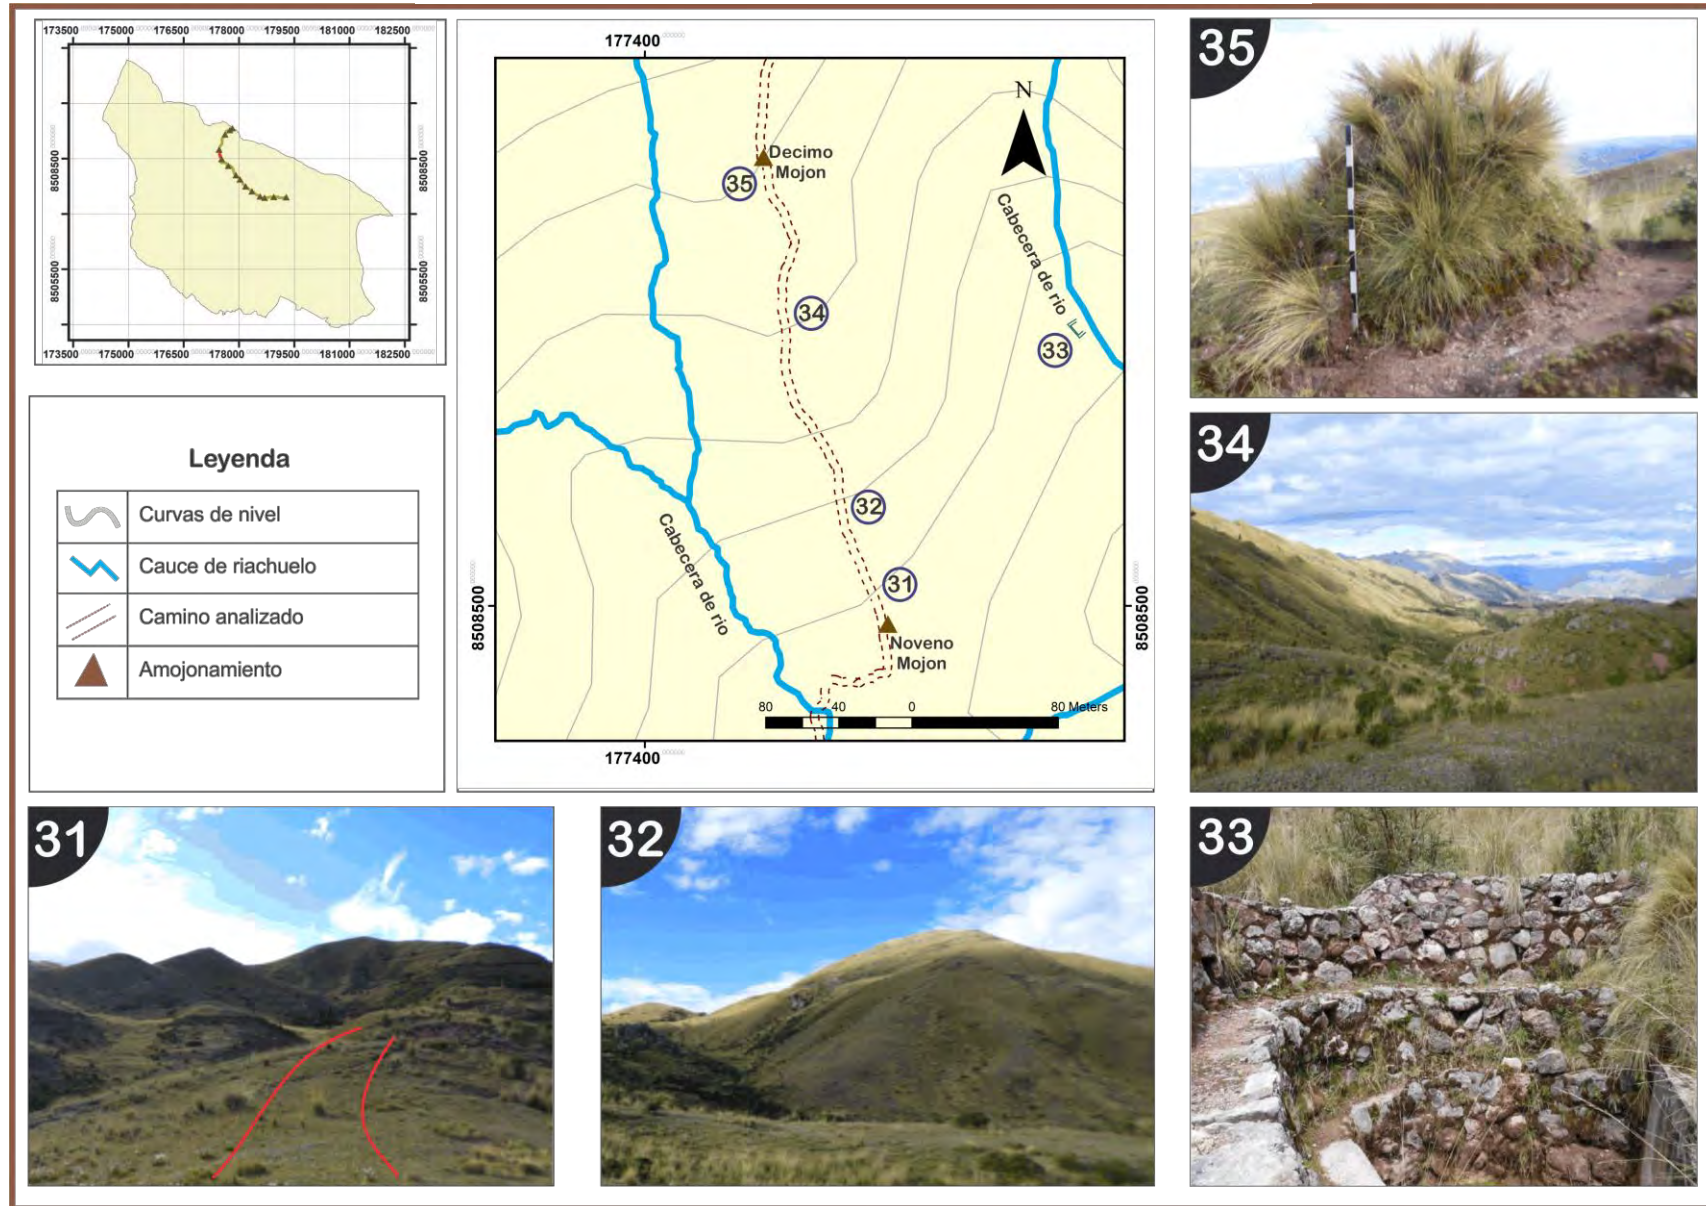 173500 175000 176500 178000 179500 181000 182500
8508500
8508500
8505500
8505500
173500 175000 176500 178000 179500 181000 182500
Leyenda
Curvas de nivel
Cauce de riachuelo
Camino analizado
Amojonamiento
177400
N
Decimo
Mojon
35
Cabecera de rio
34
33
32
Cabecera de rio
31
8508500
8508500
Noveno
Mojon
80 40 0 80 Meters
177400
35
34
31
32
33